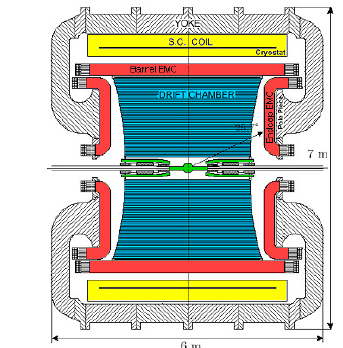 YOKE
S.C. COIL
Cryostat
Barrel EMC
DRIFT CHAMBER
Endcap EMC
7 m
6 m